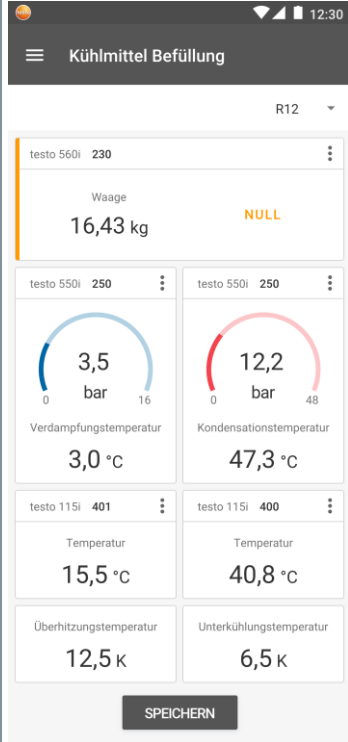 12:30
Kühlmittel Befüllung
R12
testo 560i 230
Waage
16,43 kg
NULL
testo 550i 250
3,5
bar
0 16
Verdampfungstemperatur
3,0 °C
testo 550i 250
12,2
bar
0 48
Kondensationstemperatur
47,3 °C
testo 115i 401
Temperatur
15,5 °C
testo 115i 400
Temperatur
40,8 °C
Überhitzungstemperatur
12,5 K
Unterkühlungstemperatur
6,5 K
SPEICHERN